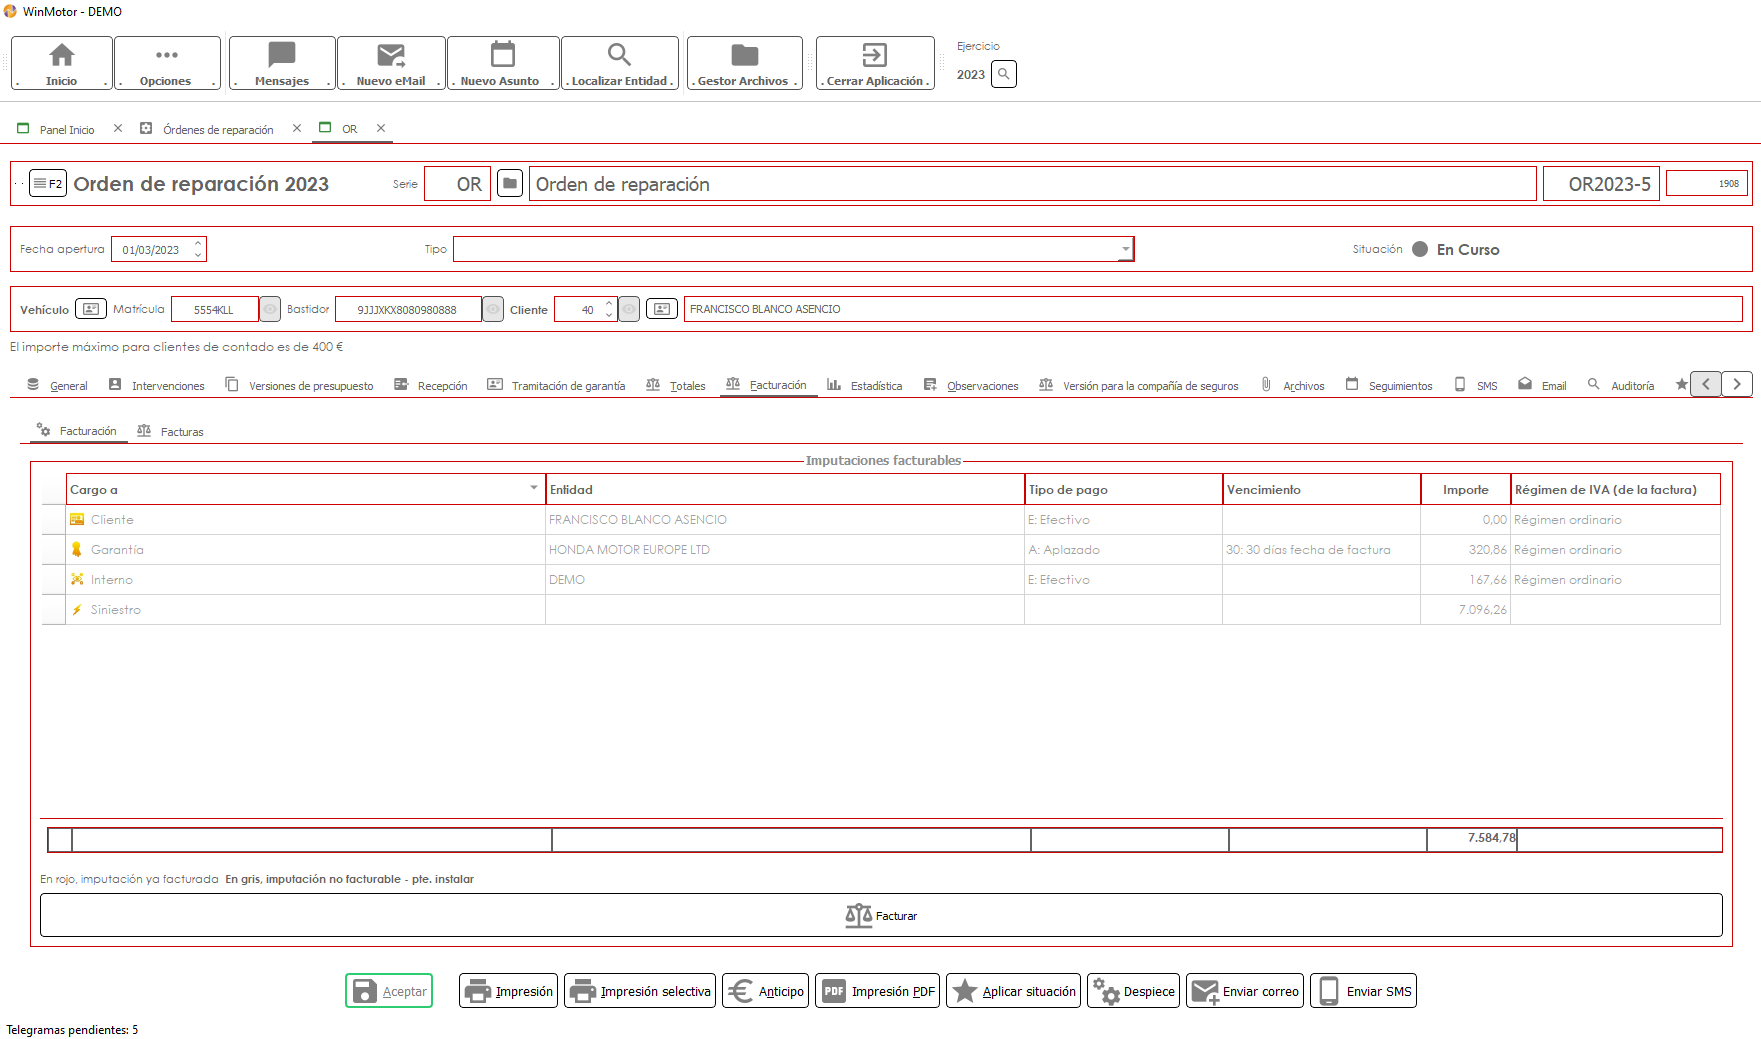 WinMotor - DEMO
Inicio
Opciones
Mensajes
Nuevo eMail
Nuevo Asunto
Localizar Entidad
Gestor Archivos
Cerrar Aplicación
Ejercicio
2023
Panel Inicio
Órdenes de reparación
OR
F2
Orden de reparación 2023
Serie
OR
Orden de reparación
OR2023-5
1908
Fecha apertura
01/03/2023
Tipo
Situación
En Curso
Vehículo
Matrícula
5554KLL
Bastidor
9JJJXKX8080980888
Cliente
40
FRANCISCO BLANCO ASENCIO
El importe máximo para clientes de contado es de 400 €
General
Intervenciones
Versiones de presupuesto
Recepción
Tramitación de garantía
Totales
Facturación
Estadística
Observaciones
Versión para la compañía de seguros
Archivos
Seguimientos
SMS
Email
Auditoría
Facturación
Facturas
Imputaciones facturables
Cargo a Entidad Tipo de pago Vencimiento Importe Régimen de IVA (de la factura)
Cliente FRANCISCO BLANCO ASENCIO E: Efectivo 0,00 Régimen ordinario
Garantía HONDA MOTOR EUROPE LTD A: Aplazado 30: 30 días fecha de factura 320,86 Régimen ordinario
Interno DEMO E: Efectivo 167,66 Régimen ordinario
Siniestro 7.096,26
7.584,78
En rojo, imputación ya facturada En gris, imputación no facturable - pte. instalar
Facturar
Aceptar
Impresión
Impresión selectiva
Anticipo
PDF
Impresión PDF
Aplicar situación
Despiece
Enviar correo
Enviar SMS
Telegramas pendientes: 5